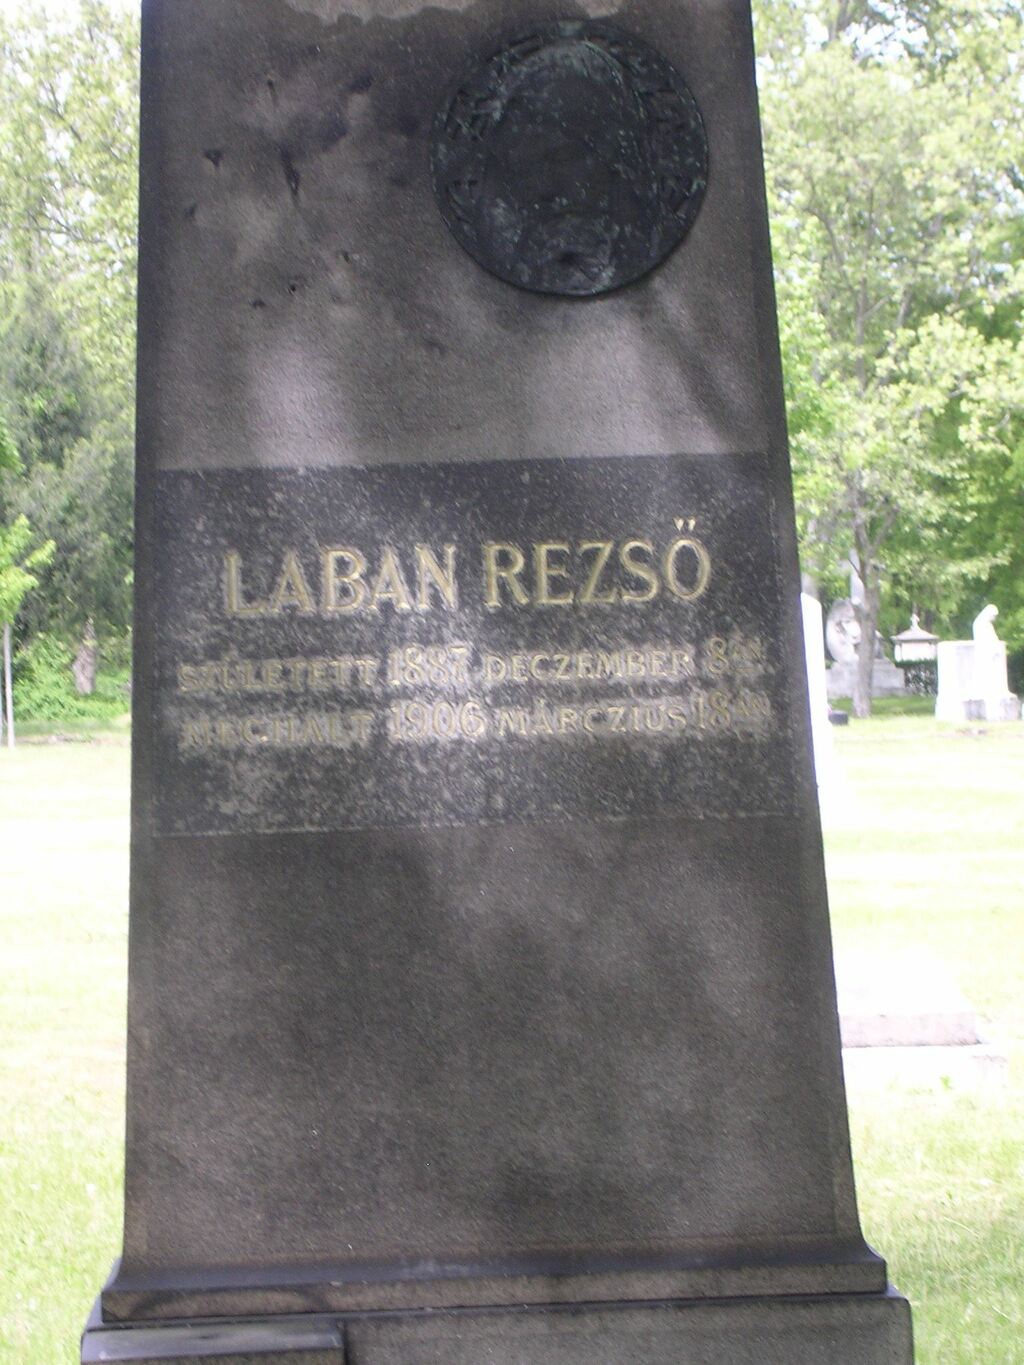 LABAN REZSŐ
SZÜLETETT 1887 DECZEMBER 8ÁN
MEGHALT 1906 MÁRCZIUS 18ÁN